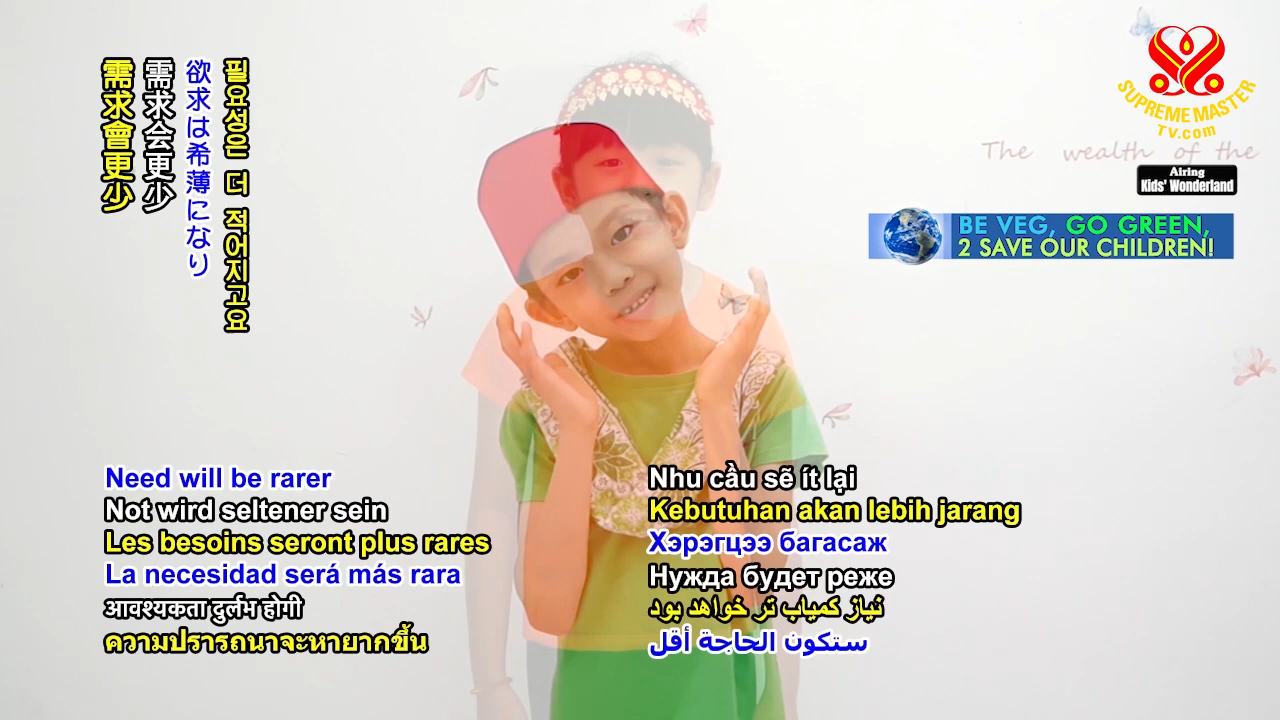 需求會更少
需求会更少
欲求は希薄になり
필요성은 더 적어지고요
SUPREME MASTER
TV.com
The wealth of the
Airing
Kids' Wonderland
BE VEG, GO GREEN,
2 SAVE OUR CHILDREN!
Need will be rarer
Not wird seltener sein
Les besoins seront plus rares
La necesidad será más rara
आवश्यकता दुर्लभ होगी
ความปรารถนาจะหายากขึ้น
Nhu cầu sẽ ít lại
Kebutuhan akan lebih jarang
Хэрэгцээ багасаж
Нужда будет реже
نیاز کمیاب تر خواهد بود
ستكون الحاجة أقل